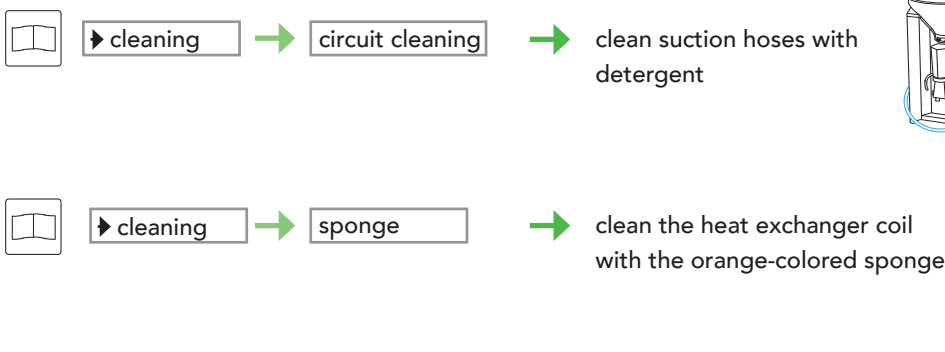 cleaning
circuit cleaning
clean suction hoses with
detergent
cleaning
sponge
clean the heat exchanger coil
with the orange-colored sponge